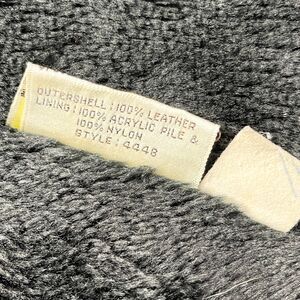 OUTERSHELL : 100% LEATHER
LINING : 100% ACRYLIC PILE &
100% NYLON
STYLE : 4448